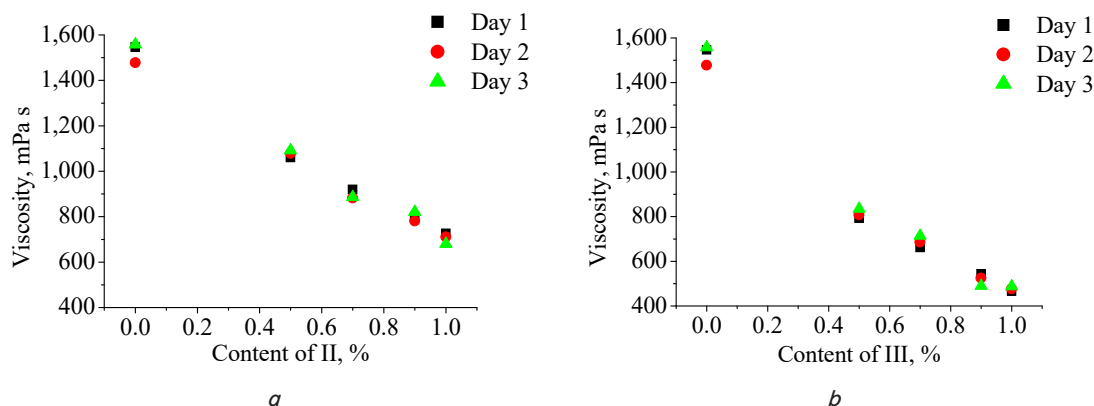 Day 1
Day 2
Day 3
1,600
1,400
1,200
1,000
800
600
400
Viscosity, mPa s
0.0 0.2 0.4 0.6 0.8 1.0
Content of II, %
a
Day 1
Day 2
Day 3
1,600
1,400
1,200
1,000
800
600
400
Viscosity, mPa s
0.0 0.2 0.4 0.6 0.8 1.0
Content of III, %
b